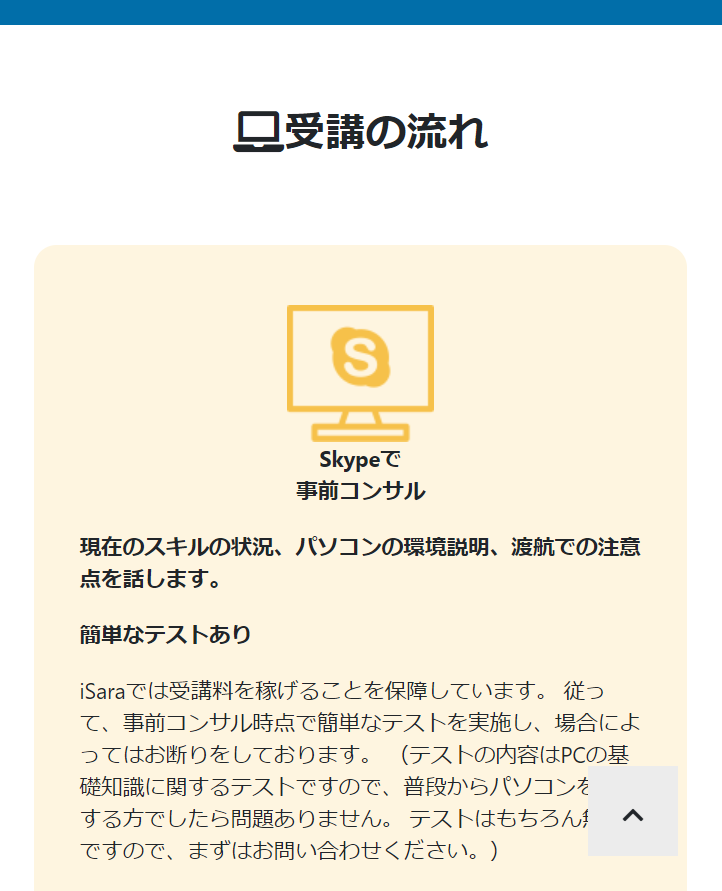 受講の流れ
S
Skypeで
事前コンサル
現在のスキルの状況、パソコンの環境説明、渡航での注意
点を話します。
簡単なテストあり
iSaraでは受講料を稼げることを保障しています。 従っ
て、事前コンサル時点で簡単なテストを実施し、場合によ
ってはお断りをしております。 （テストの内容はPCの基
礎知識に関するテストですので、普段からパソコンを
する方でしたら問題ありません。 テストはもちろん
ですので、まずはお問い合わせください。）